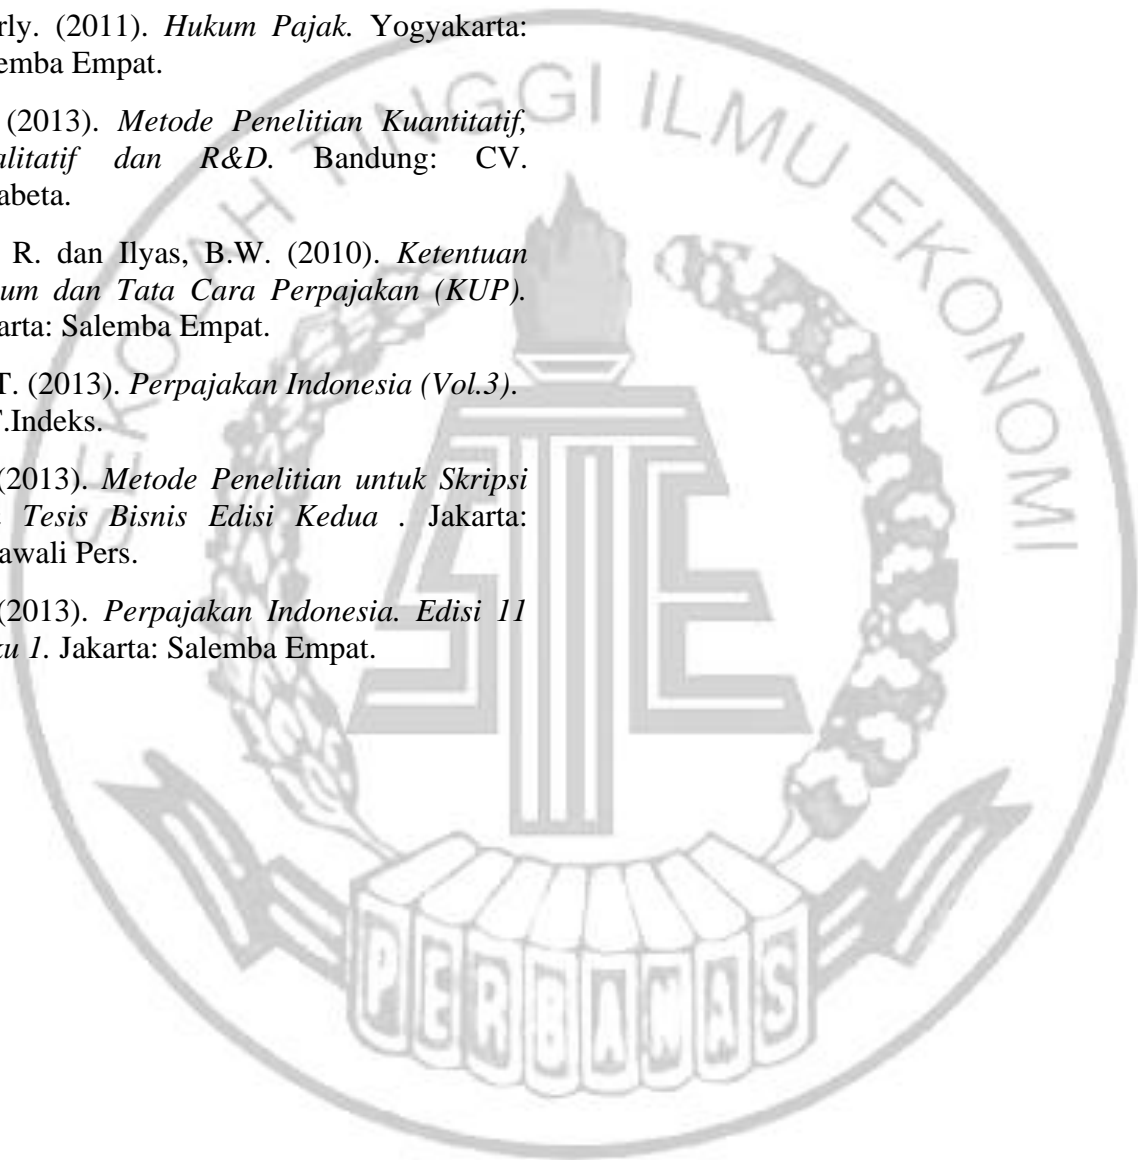 rly. (2011). Hukum Pajak. Yogyakarta:
emba Empat.
(2013). Metode Penelitian Kuantitatif,
alitatif dan R&D. Bandung: CV.
abeta.
R. dan Ilyas, B.W. (2010). Ketentuan
um dan Tata Cara Perpajakan (KUP).
arta: Salemba Empat.
T. (2013). Perpajakan Indonesia (Vol.3).
.Indeks.
(2013). Metode Penelitian untuk Skripsi
. Tesis Bisnis Edisi Kedua . Jakarta:
awali Pers.
(2013). Perpajakan Indonesia. Edisi 11
u 1. Jakarta: Salemba Empat.
SEKOLAH TINGGI ILMU EKONOMI
STIE
PERBANAS